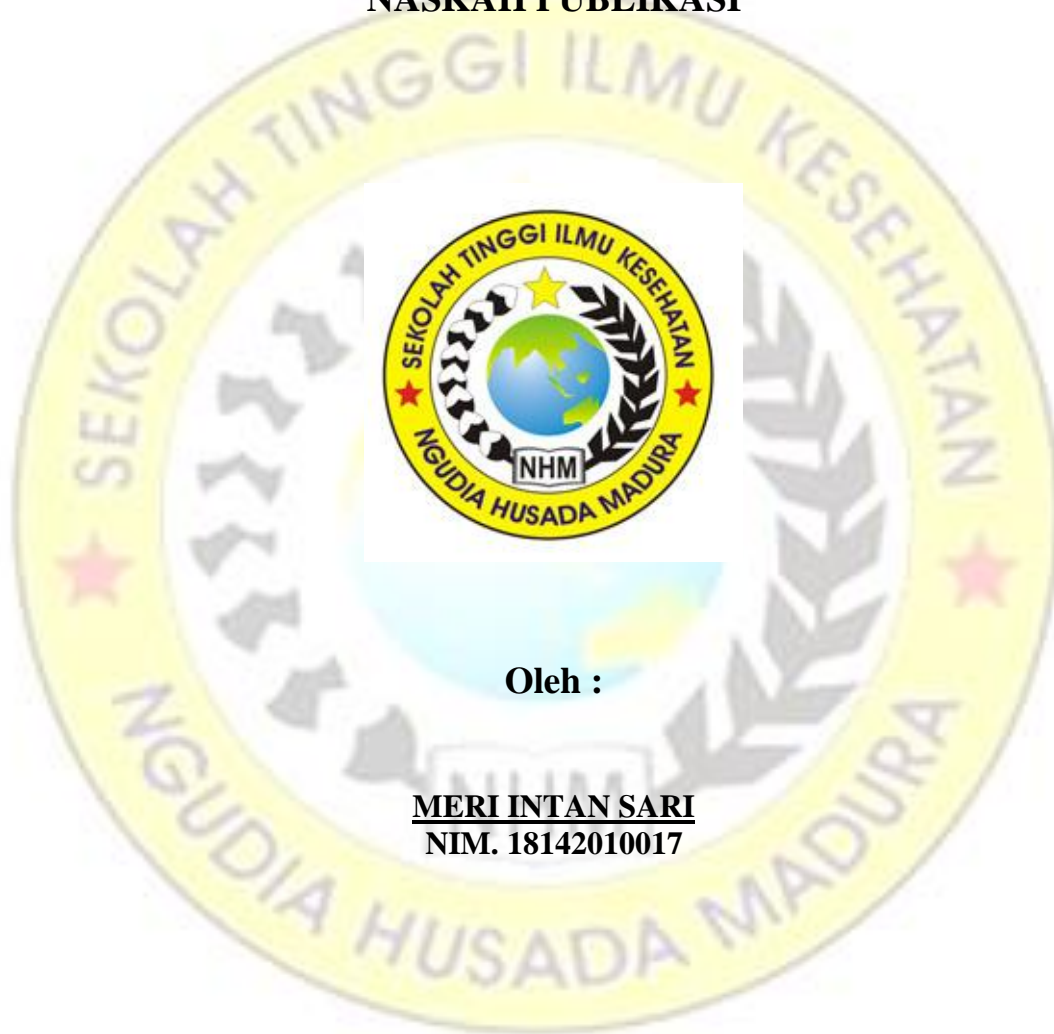 NASKAH PUBLIKASI
SEKOLAH TINGGI ILMU KESEHATAN
NGUDIA HUSADA MADURA
NHM
Oleh :
MERI INTAN SARI
NIM. 18142010017
SEKOLAH TINGGI ILMU KESEHATAN
NGUDIA HUSADA MADURA
NHM